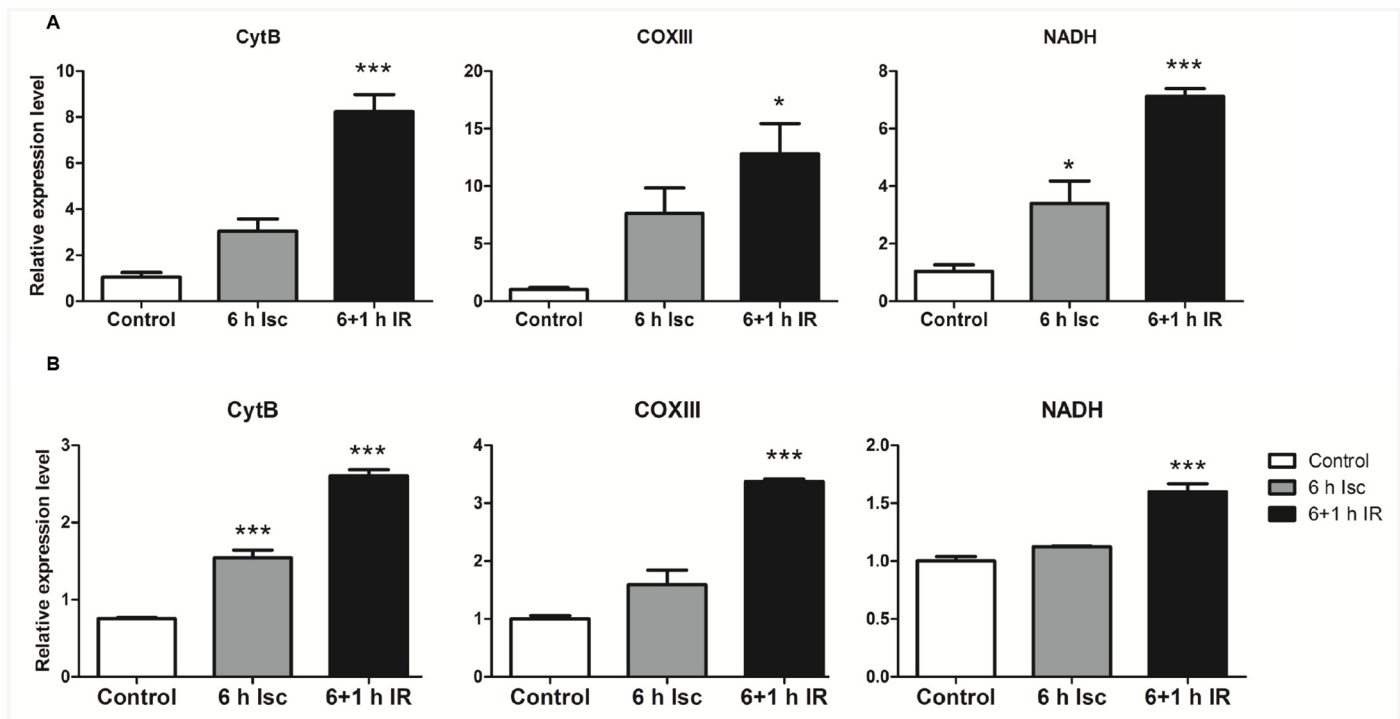 A
CytB
COXIII
NADH
Relative expression level
10
8
6
4
2
0
***
Control
6 h Isc
6+1 h IR
20
15
10
5
0
*
Control
6 h Isc
6+1 h IR
8
6
4
2
0
*
***
Control
6 h Isc
6+1 h IR
B
CytB
COXIII
NADH
Relative expression level
3
2
1
0
***
***
Control
6 h Isc
6+1 h IR
4
3
2
1
0
***
Control
6 h Isc
6+1 h IR
2.0
1.5
1.0
0.5
0.0
***
Control
6 h Isc
6+1 h IR
Control
6 h Isc
6+1 h IR